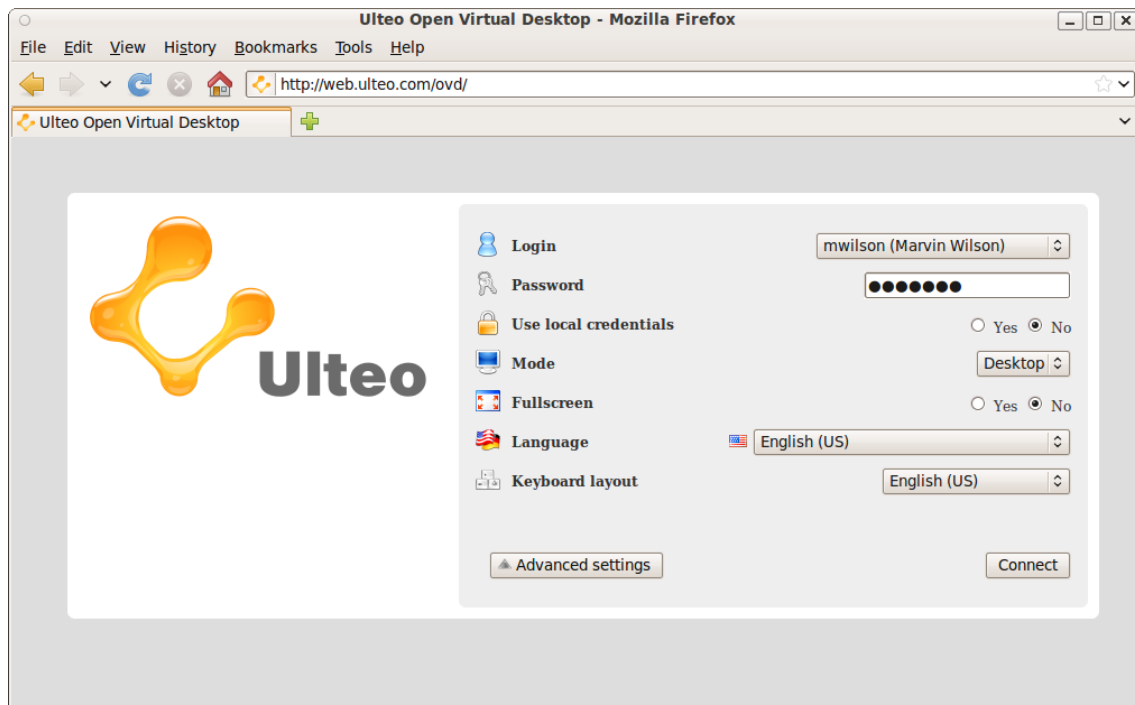 Ulteo Open Virtual Desktop - Mozilla Firefox
File Edit View History Bookmarks Tools Help
http://web.ulteo.com/ovd/
Ulteo Open Virtual Desktop
Ulteo
Login mwilson (Marvin Wilson)
Password ●●●●●●●
Use local credentials Yes No
Mode Desktop
Fullscreen Yes No
Language English (US)
Keyboard layout English (US)
Advanced settings Connect